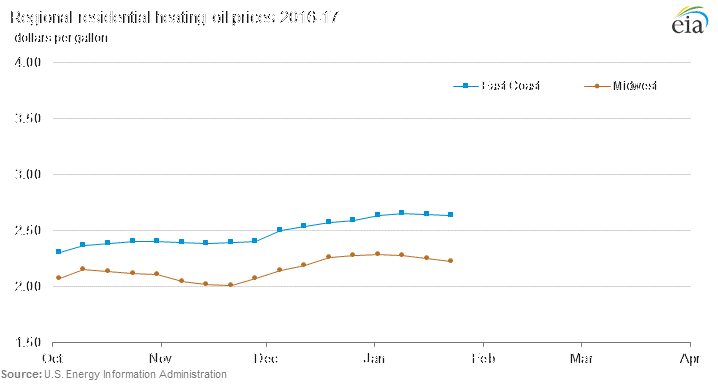 Regional residential heating oil prices 2016-17
dollars per gallon
eia
4.00
East Coast Midwest
3.50
3.00
2.50
2.00
1.50
Oct Nov Dec Jan Feb Mar Apr
Source: U.S. Energy Information Administration